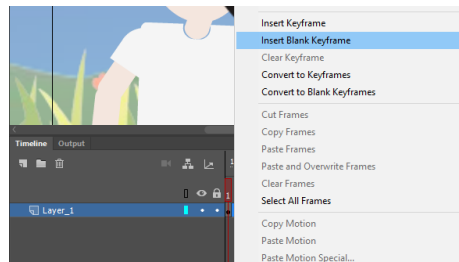 Insert Keyframe
Insert Blank Keyframe
Clear Keyframe
Convert to Keyframes
Convert to Blank Keyframes
Cut Frames
Copy Frames
Paste Frames
Paste and Overwrite Frames
Clear Frames
Select All Frames
Copy Motion
Paste Motion
Paste Motion Special...
Timeline Output
1
1
Layer_1